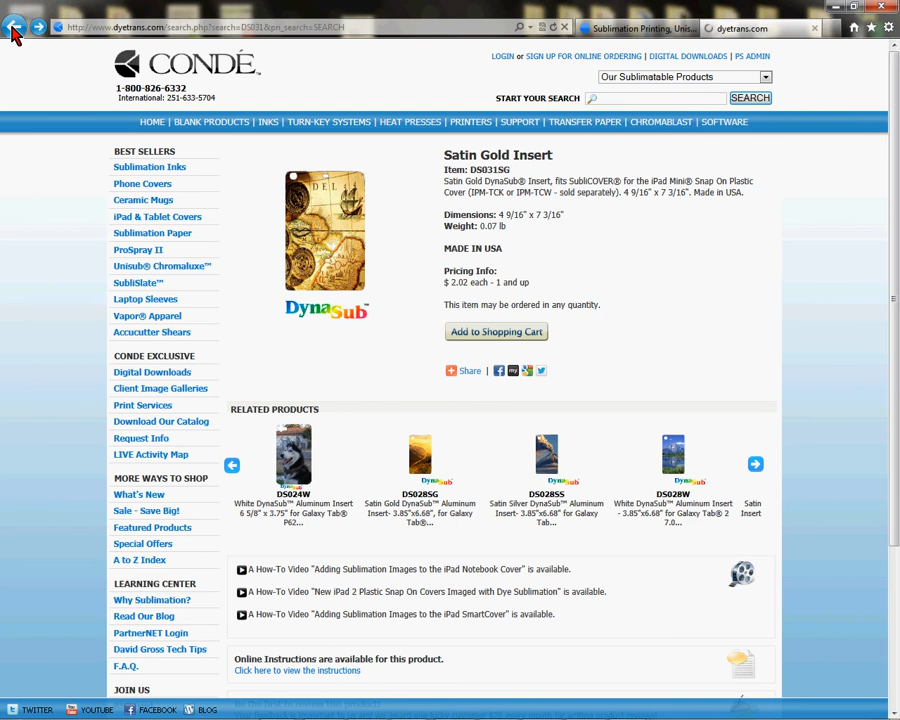 http://www.dyetrans.com/search.php?search=DS031&pn_search=SEARCH
Sublimation Printing, Unis...
dyetrans.com
CONDÉ
1-800-826-6332
International: 251-633-5704
LOGIN or SIGN UP FOR ONLINE ORDERING | DIGITAL DOWNLOADS | PS ADMIN
Our Sublimatable Products
START YOUR SEARCH
SEARCH
HOME | BLANK PRODUCTS | INKS | TURN-KEY SYSTEMS | HEAT PRESSES | PRINTERS | SUPPORT | TRANSFER PAPER | CHROMABLAST | SOFTWARE
BEST SELLERS
Sublimation Inks
Phone Covers
Ceramic Mugs
iPad & Tablet Covers
Sublimation Paper
ProSpray II
Unisub® Chromaluxe™
SubliSlate™
Laptop Sleeves
Vapor® Apparel
Accucutter Shears
CONDE EXCLUSIVE
Digital Downloads
Client Image Galleries
Print Services
Download Our Catalog
Request Info
LIVE Activity Map
MORE WAYS TO SHOP
What's New
Sale - Save Big!
Featured Products
Special Offers
A to Z Index
LEARNING CENTER
Why Sublimation?
Read Our Blog
PartnerNET Login
David Gross Tech Tips
F.A.Q.
JOIN US
DEL
DynaSub™
Satin Gold Insert
Item: DS031SG
Satin Gold DynaSub® Insert, fits SubliCOVER® for the iPad Mini® Snap On Plastic
Cover (IPM-TCK or IPM-TCW - sold separately). 4 9/16" x 7 3/16". Made in USA.
Dimensions: 4 9/16" x 7 3/16"
Weight: 0.07 lb
MADE IN USA
Pricing Info:
$ 2.02 each - 1 and up
This item may be ordered in any quantity.
Add to Shopping Cart
Share |
RELATED PRODUCTS
DynaSub
DynaSub
DynaSub
DynaSub
DS024W
White DynaSub™ Aluminum Insert
6 5/8" x 3.75" for Galaxy Tab®
P62...
DS028SG
Satin Gold DynaSub™ Aluminum
Insert- 3.85"x6.68", for Galaxy
Tab®...
DS028SS
Satin Silver DynaSub™ Aluminum
Insert- 3.85"x6.68" for Galaxy
Tab...
DS028W
White DynaSub™ Aluminum Insert
- 3.85"x6.68" for Galaxy Tab® 2
7.0...
Satin
Insert
A How-To Video "Adding Sublimation Images to the iPad Notebook Cover" is available.
A How-To Video "New iPad 2 Plastic Snap On Covers Imaged with Dye Sublimation" is available.
A How-To Video "Adding Sublimation Images to the iPad SmartCover" is available.
Online Instructions are available for this product.
Click here to view the instructions
TWITTER
YOUTUBE
FACEBOOK
BLOG